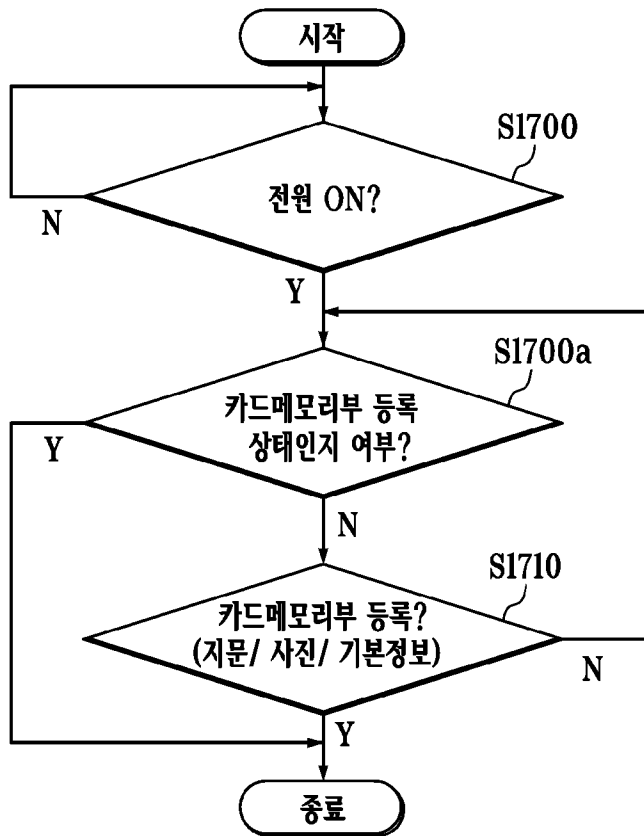 시작
S1700
전원 ON?
N
Y
S1700a
카드메모리부 등록
상태인지 여부?
Y
N
S1710
카드메모리부 등록?
(지문/ 사진/ 기본정보)
N
Y
종료